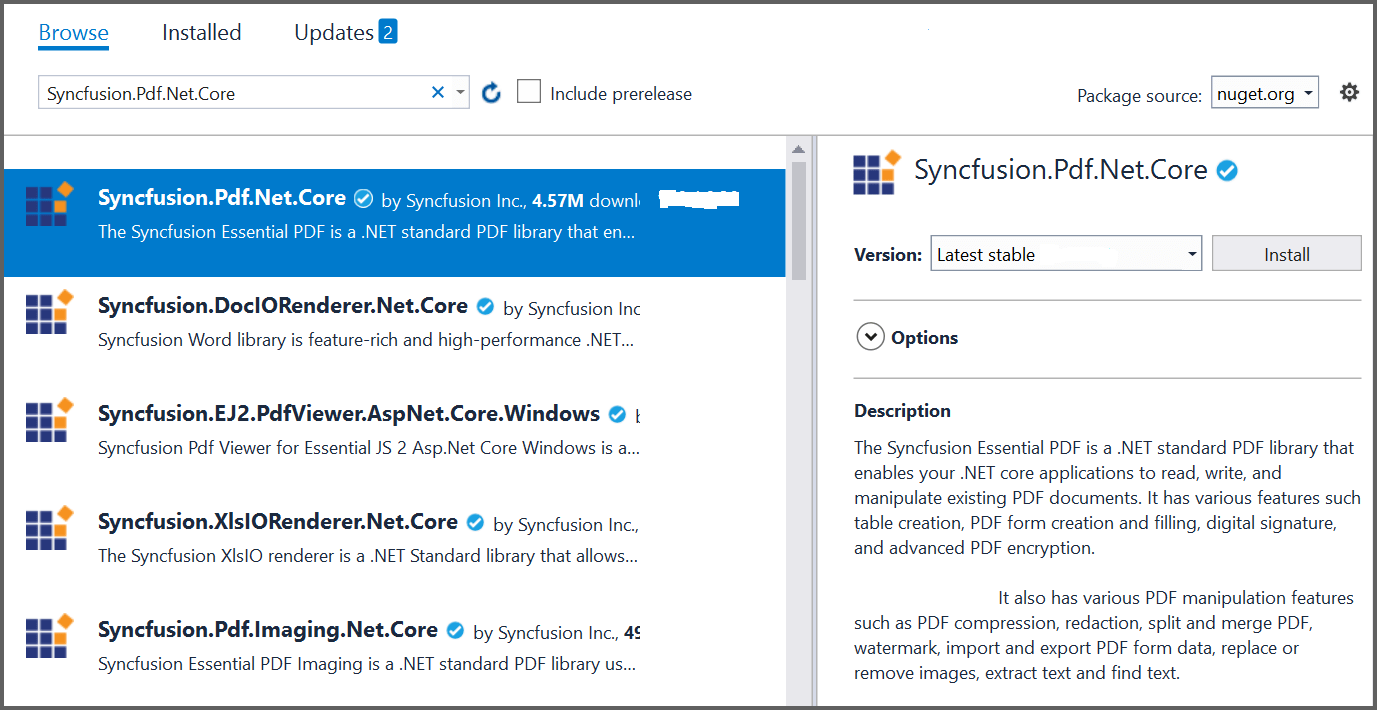 Browse Installed Updates 2
Syncfusion.Pdf.Net.Core Include prerelease Package source: nuget.org
Syncfusion.Pdf.Net.Core by Syncfusion Inc., 4.57M downl
The Syncfusion Essential PDF is a .NET standard PDF library that en...
Syncfusion.DocIORenderer.Net.Core by Syncfusion Inc
Syncfusion Word library is feature-rich and high-performance .NET...
Syncfusion.EJ2.PdfViewer.AspNet.Core.Windows
Syncfusion Pdf Viewer for Essential JS 2 Asp.Net Core Windows is a...
Syncfusion.XlsIORenderer.Net.Core by Syncfusion Inc.,
The Syncfusion XlsIO renderer is a .NET Standard library that allows...
Syncfusion.Pdf.Imaging.Net.Core by Syncfusion Inc., 49
Syncfusion Essential PDF Imaging is a .NET standard PDF library us...
Syncfusion.Pdf.Net.Core
Version: Latest stable Install
Options
Description
The Syncfusion Essential PDF is a .NET standard PDF library that
enables your .NET core applications to read, write, and
manipulate existing PDF documents. It has various features such
table creation, PDF form creation and filling, digital signature,
and advanced PDF encryption.
It also has various PDF manipulation features
such as PDF compression, redaction, split and merge PDF,
watermark, import and export PDF form data, replace or
remove images, extract text and find text.